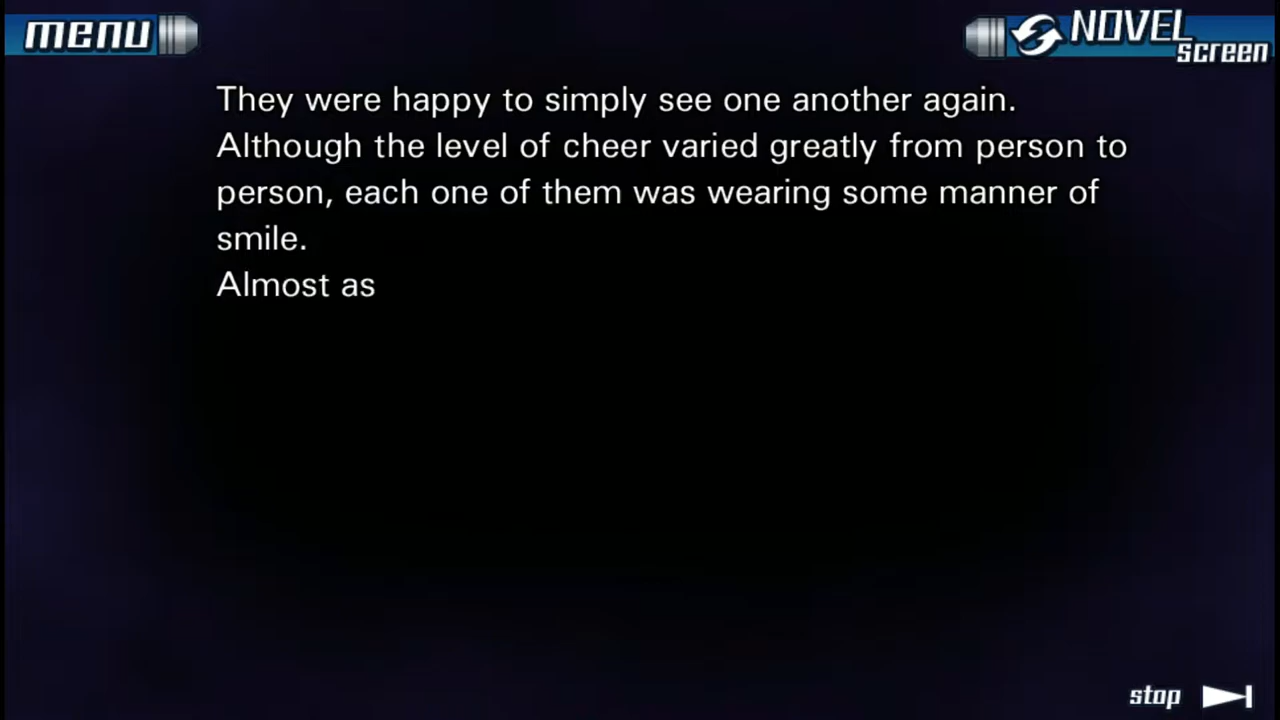 menu
NOVEL
screen
They were happy to simply see one another again.
Although the level of cheer varied greatly from person to
person, each one of them was wearing some manner of
smile.
Almost as
stop